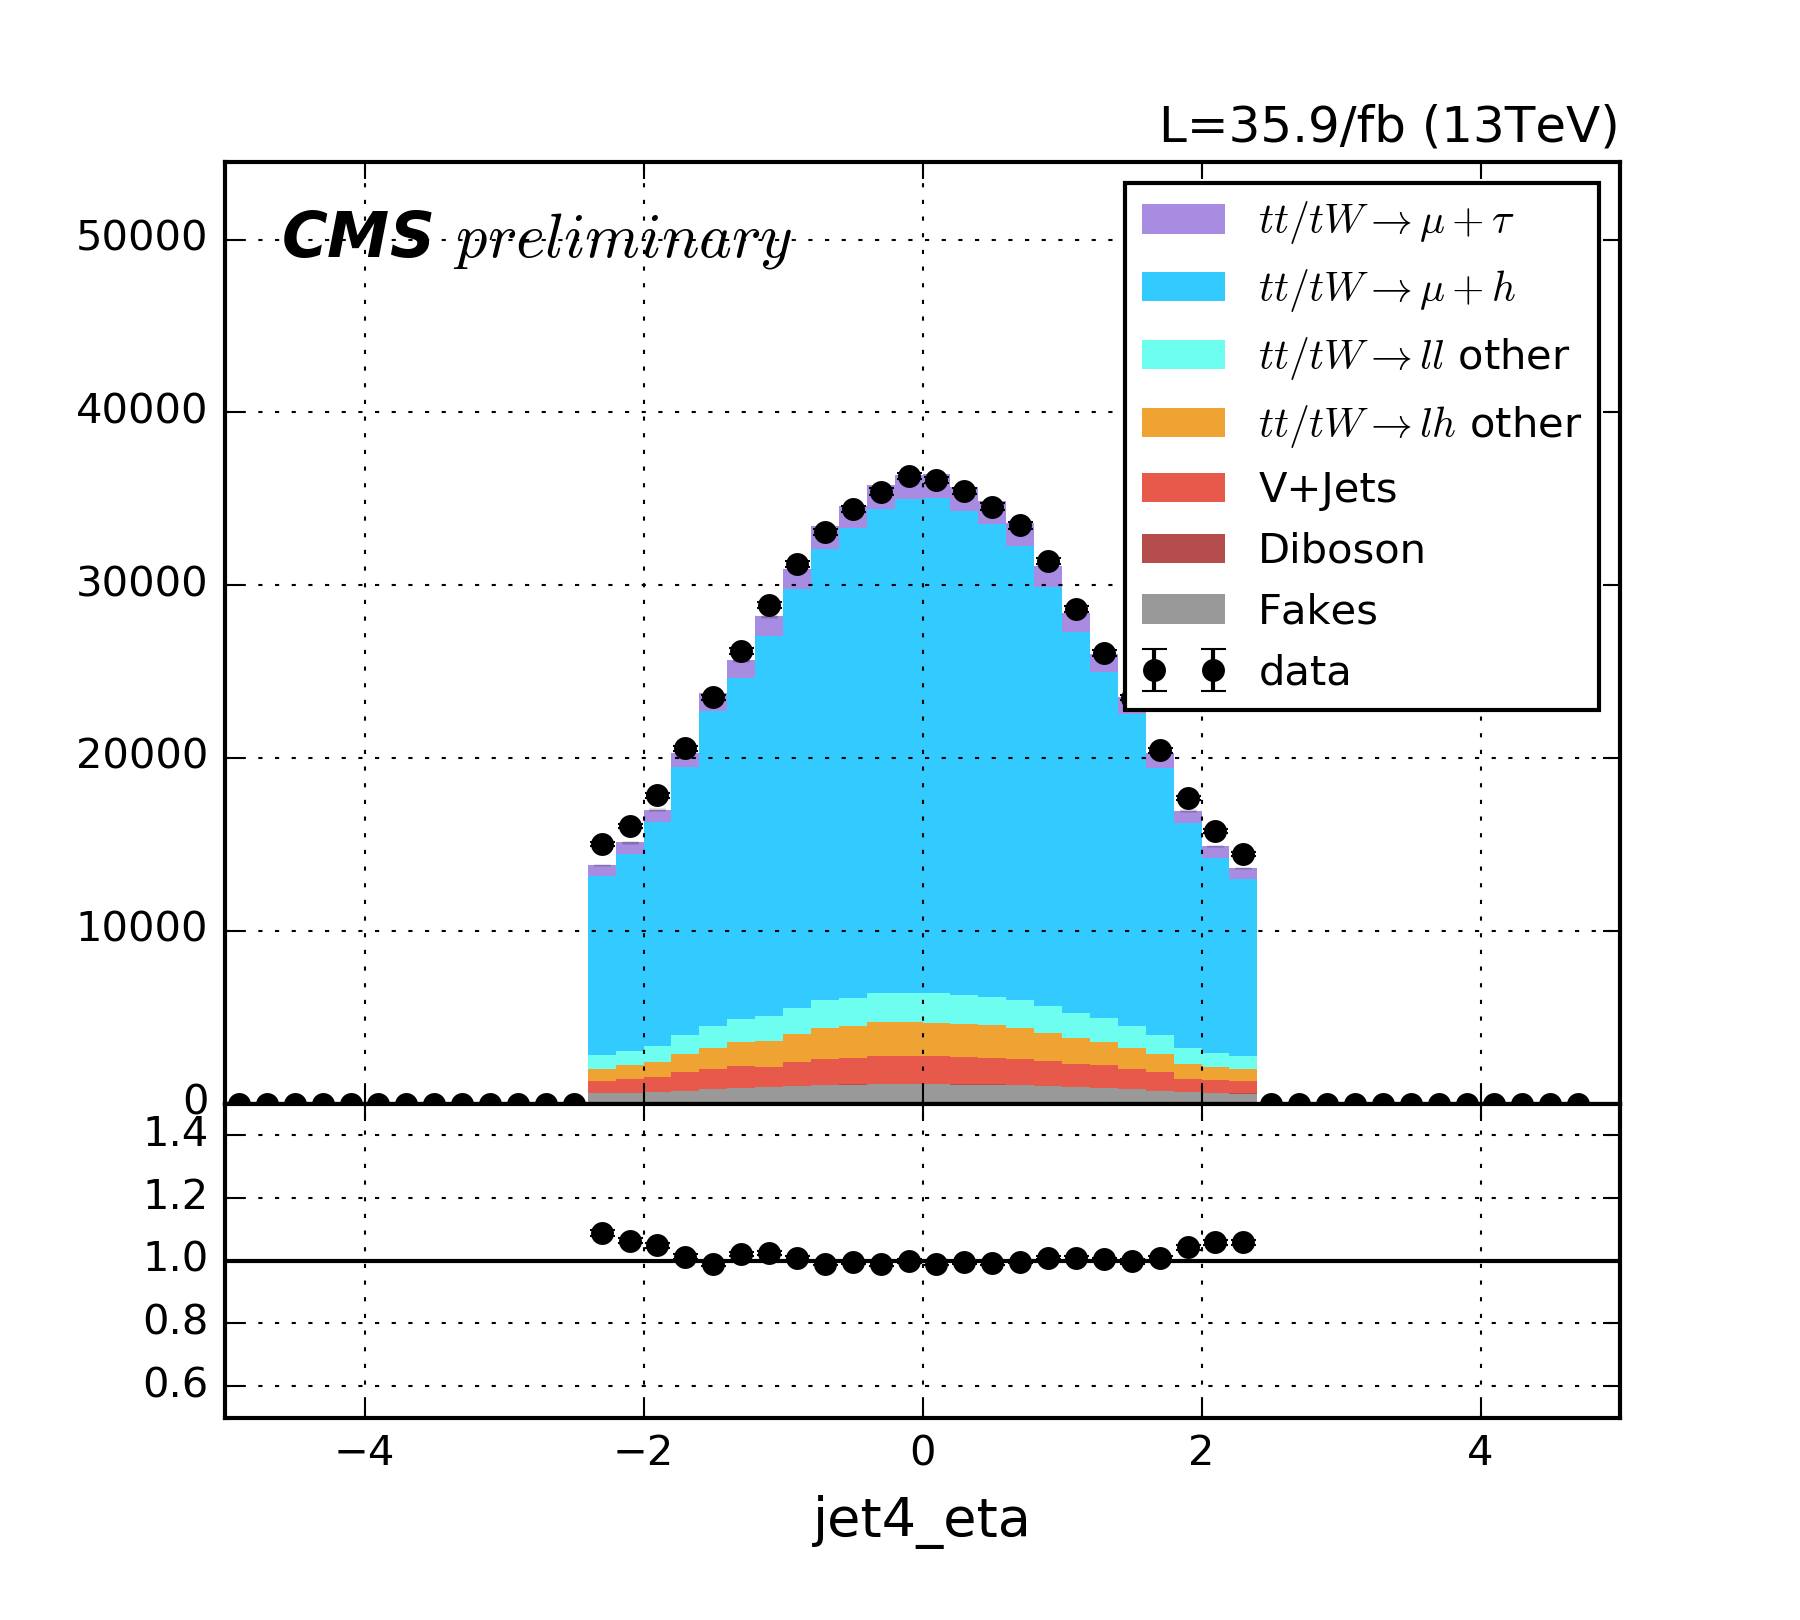 L=35.9/fb (13TeV)
CMS preliminary
tt/tW→μ+τ
tt/tW→μ+h
tt/tW→ll other
tt/tW→lh other
V+Jets
Diboson
Fakes
data
50000
40000
30000
20000
10000
0
1.4
1.2
1.0
0.8
0.6
−4 −2 0 2 4
jet4_eta